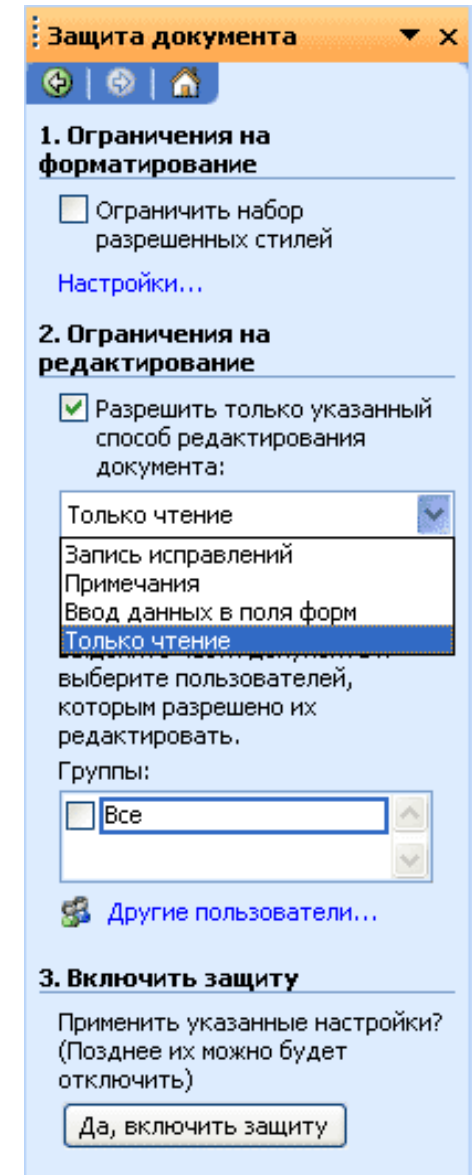 Защита документа
1. Ограничения на
форматирование
Ограничить набор
разрешенных стилей
Настройки...
2. Ограничения на
редактирование
Разрешить только указанный
способ редактирования
документа:
Только чтение
Запись исправлений
Примечания
Ввод данных в поля форм
Только чтение
выберите пользователей,
которым разрешено их
редактировать.
Группы:
Все
Другие пользователи...
3. Включить защиту
Применить указанные настройки?
(Позднее их можно будет
отключить)
Да, включить защиту